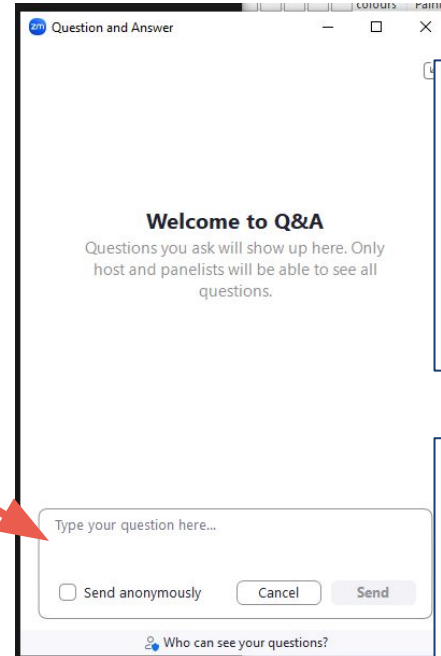 colours Pain
zm Question and Answer
Welcome to Q&A
Questions you ask will show up here. Only
host and panelists will be able to see all
questions.
Type your question here...
Send anonymously Cancel Send
Who can see your questions?